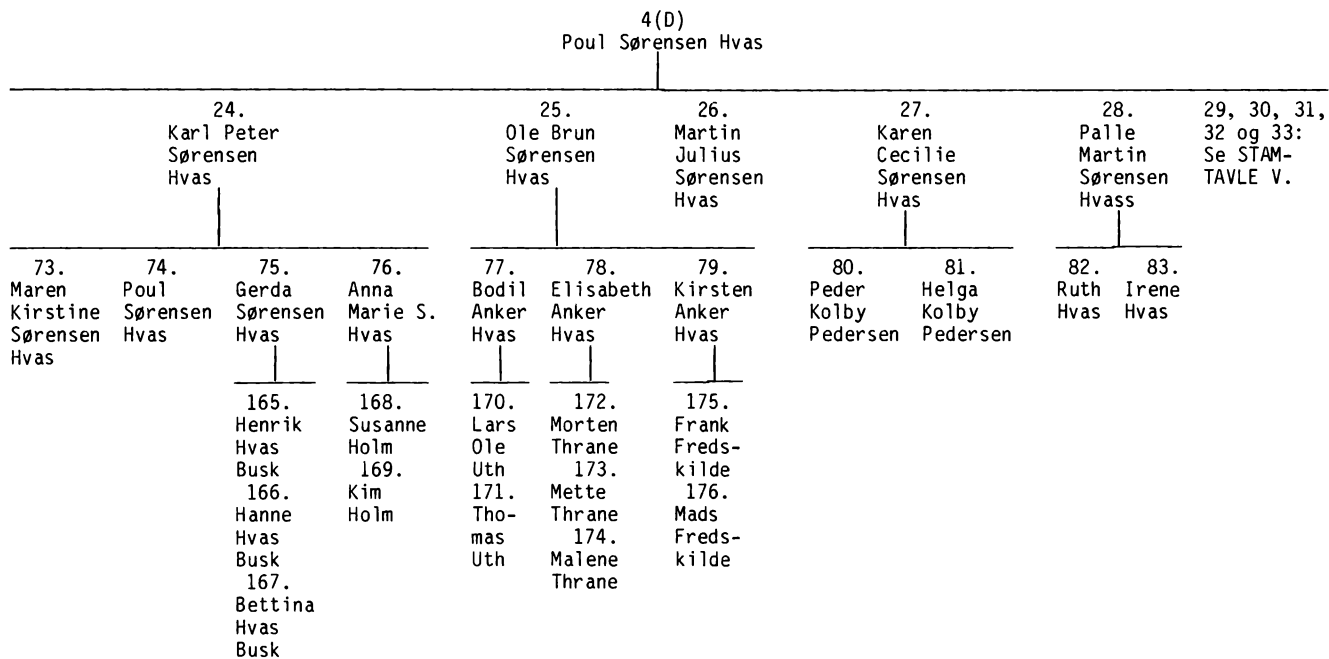 4(D)
Poul Sørensen Hvas
24.
Karl Peter
Sørensen
Hvas
25.
Ole Brun
Sørensen
Hvas
26.
Martin
Julius
Sørensen
Hvas
27.
Karen
Cecilie
Sørensen
Hvas
28.
Palle
Martin
Sørensen
Hvass
29, 30, 31,
32 og 33:
Se STAM-
TAVLE V.
73.
Maren
Kirstine
Sørensen
Hvas
74.
Poul
Sørensen
Hvas
75.
Gerda
Sørensen
Hvas
76.
Anna
Marie S.
Hvas
77.
Bodil
Anker
Hvas
78.
Elisabeth
Anker
Hvas
79.
Kirsten
Anker
Hvas
80.
Peder
Kolby
Pedersen
81.
Helga
Kolby
Pedersen
82.
Ruth
Hvas
83.
Irene
Hvas
165.
Henrik
Hvas
Busk
166.
Hanne
Hvas
Busk
167.
Bettina
Hvas
Busk
168.
Susanne
Holm
169.
Kim
Holm
170.
Lars
Ole
Uth
171.
Tho-
mas
Uth
172.
Morten
Thrane
173.
Mette
Thrane
174.
Malene
Thrane
175.
Frank
Freds-
kilde
176.
Mads
Freds-
kilde